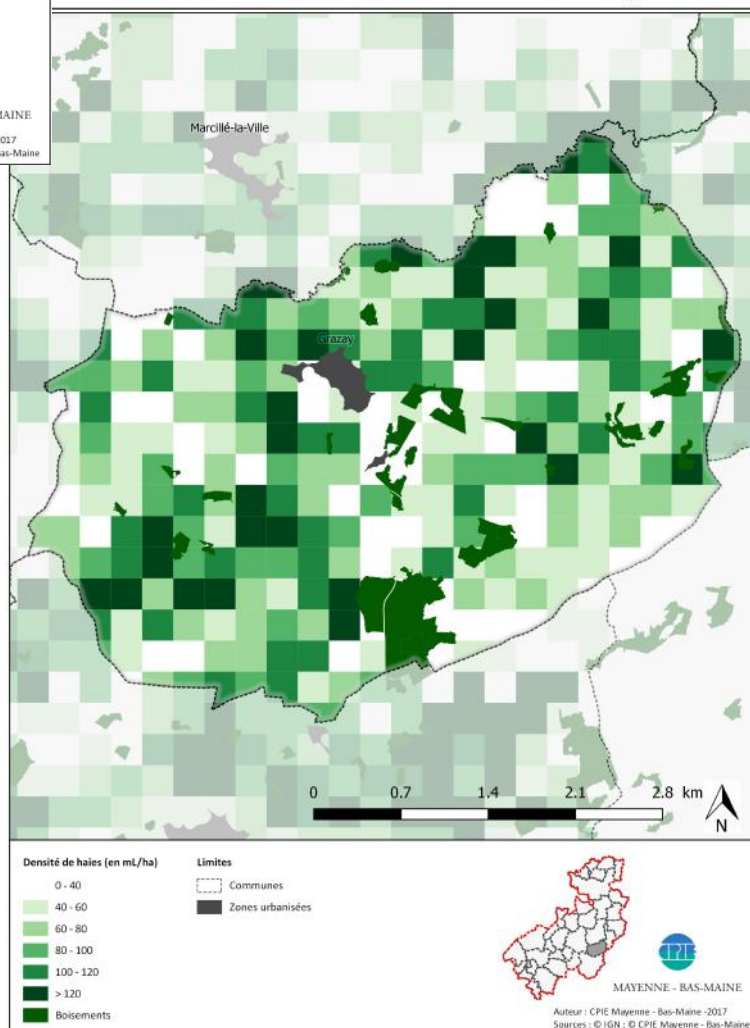 MAINE
2017
Bas-Maine
Marcillé-la-Ville
Grazay
0 0.7 1.4 2.1 2.8 km
N
Densité de haies (en mL/ha)
0 - 40
40 - 60
60 - 80
80 - 100
100 - 120
> 120
Boisements
Limites
Communes
Zones urbanisées
CPIE
MAYENNE - BAS-MAINE
Auteur : CPIE Mayenne - Bas-Maine -2017
Sources : © IGN ; © CPIE Mayenne - Bas-Maine